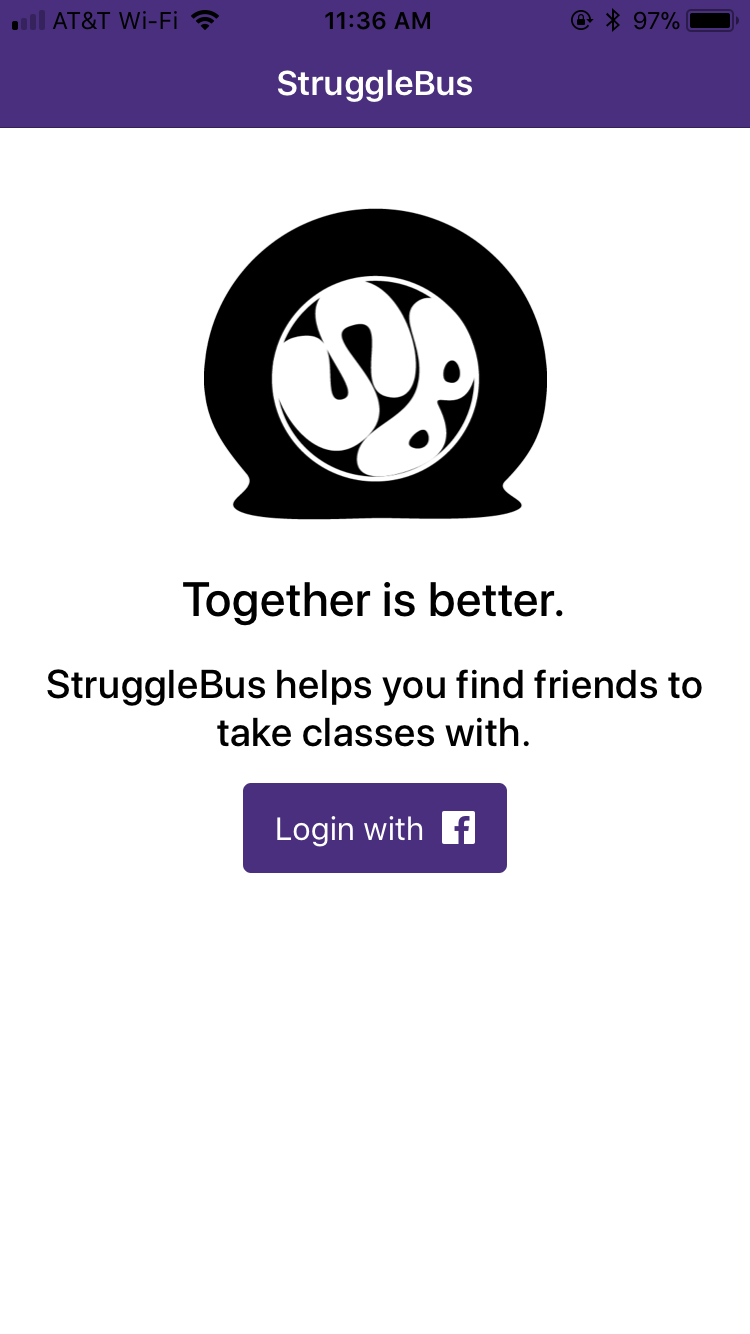 AT&T Wi-Fi 11:36 AM 97%
StruggleBus
Together is better.
StruggleBus helps you find friends to
take classes with.
Login with